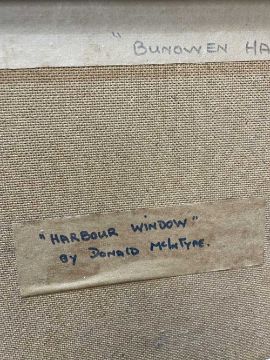 " BUNOWEN HA
"HARBOUR WINDOW"
BY DONALD McINTYRE.